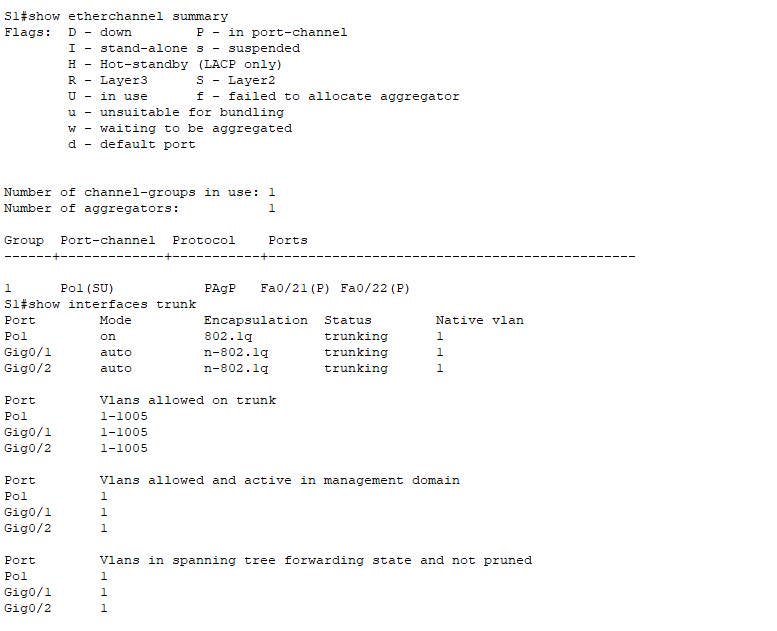 S1#show etherchannel summary
Flags:  D - down        P - in port-channel
        I - stand-alone s - suspended
        H - Hot-standby (LACP only)
        R - Layer3      S - Layer2
        U - in use      f - failed to allocate aggregator
        u - unsuitable for bundling
        w - waiting to be aggregated
        d - default port
Number of channel-groups in use: 1
Number of aggregators:           1
Group  Port-channel  Protocol    Ports
------+-------------+-----------+----------------------------------------------
1      Po1(SU)           PAgP   Fa0/21(P) Fa0/22(P)
S1#show interfaces trunk
Port        Mode         Encapsulation  Status        Native vlan
Po1         on           802.1q         trunking      1
Gig0/1      auto         n-802.1q       trunking      1
Gig0/2      auto         n-802.1q       trunking      1
Port        Vlans allowed on trunk
Po1         1-1005
Gig0/1      1-1005
Gig0/2      1-1005
Port        Vlans allowed and active in management domain
Po1         1
Gig0/1      1
Gig0/2      1
Port        Vlans in spanning tree forwarding state and not pruned
Po1         1
Gig0/1      1
Gig0/2      1